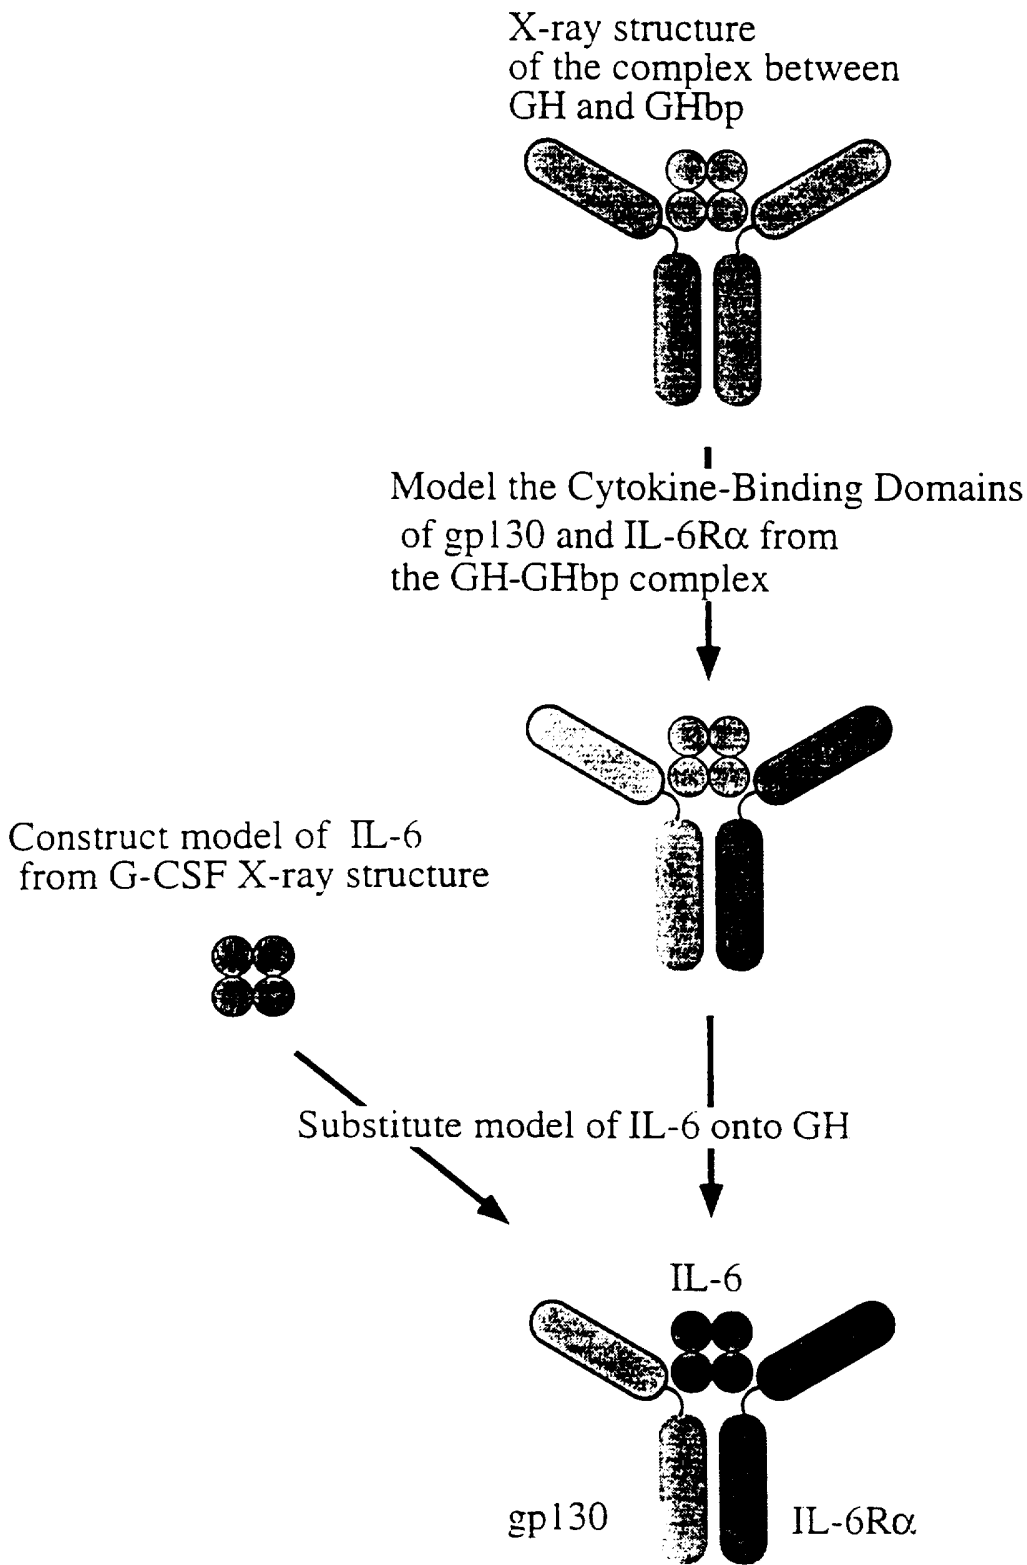 X-ray structure
of the complex between
GH and GHbp
Model the Cytokine-Binding Domains
of gp130 and IL-6Rα from
the GH-GHbp complex
Construct model of IL-6
from G-CSF X-ray structure
Substitute model of IL-6 onto GH
IL-6
gp130
IL-6Rα